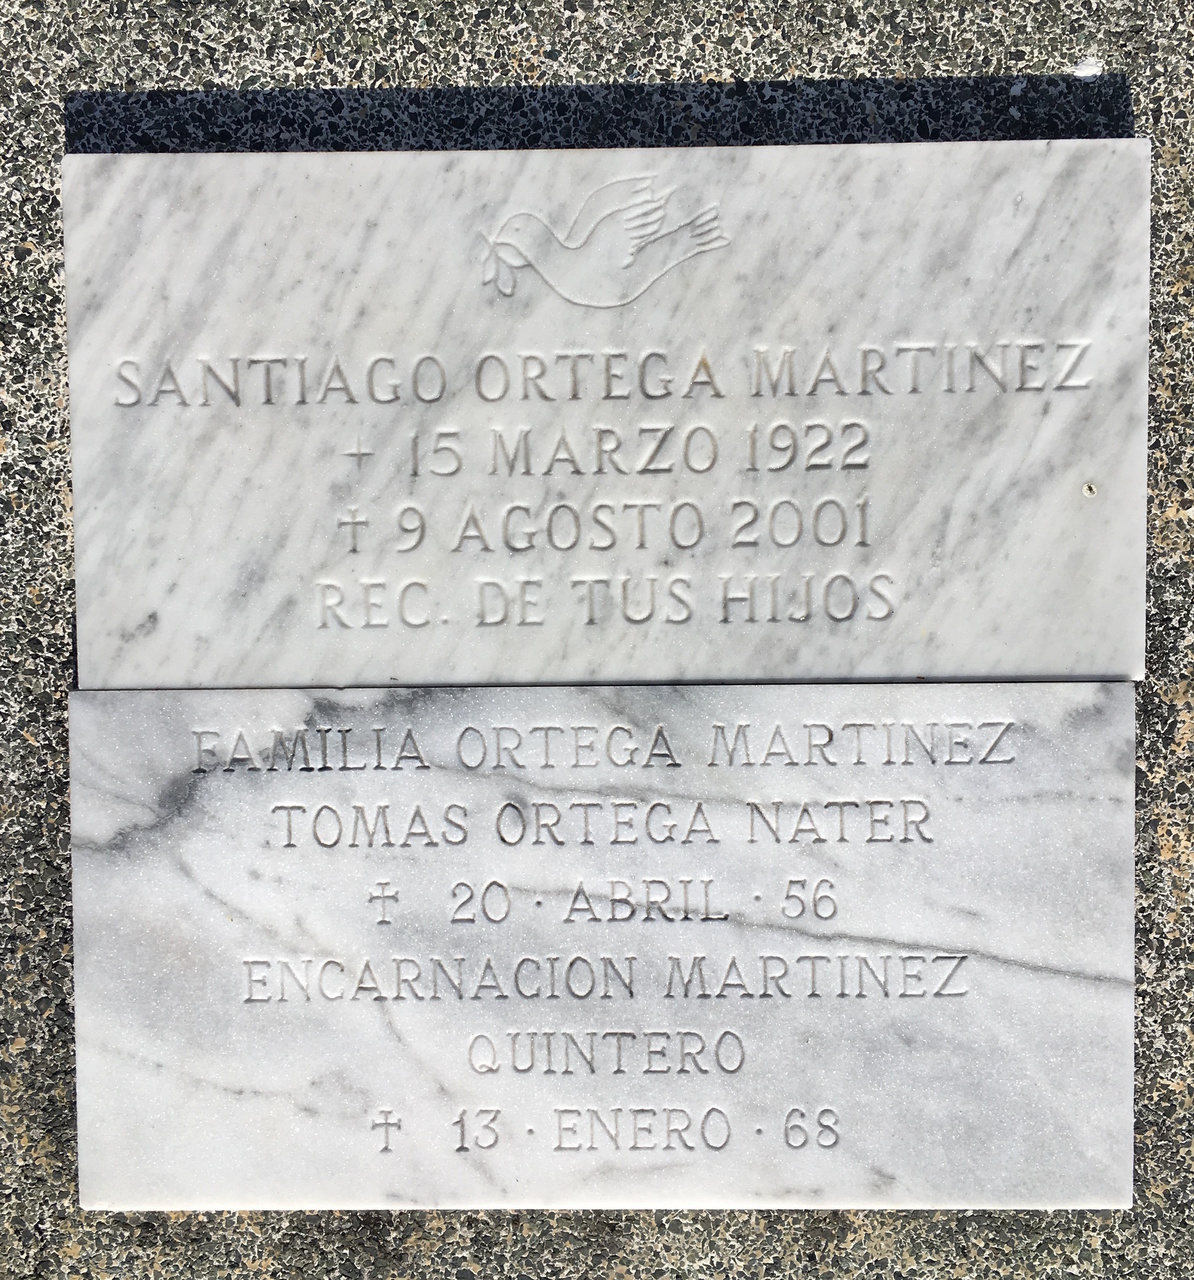 SANTIAGO ORTEGA MARTINEZ
+ 15 MARZO 1922
✝ 9 AGOSTO 2001
REC. DE TUS HIJOS
FAMILIA ORTEGA MARTINEZ
TOMAS ORTEGA NATER
✝ 20 · ABRIL · 56
ENCARNACION MARTINEZ
QUINTERO
✝ 13 · ENERO · 68